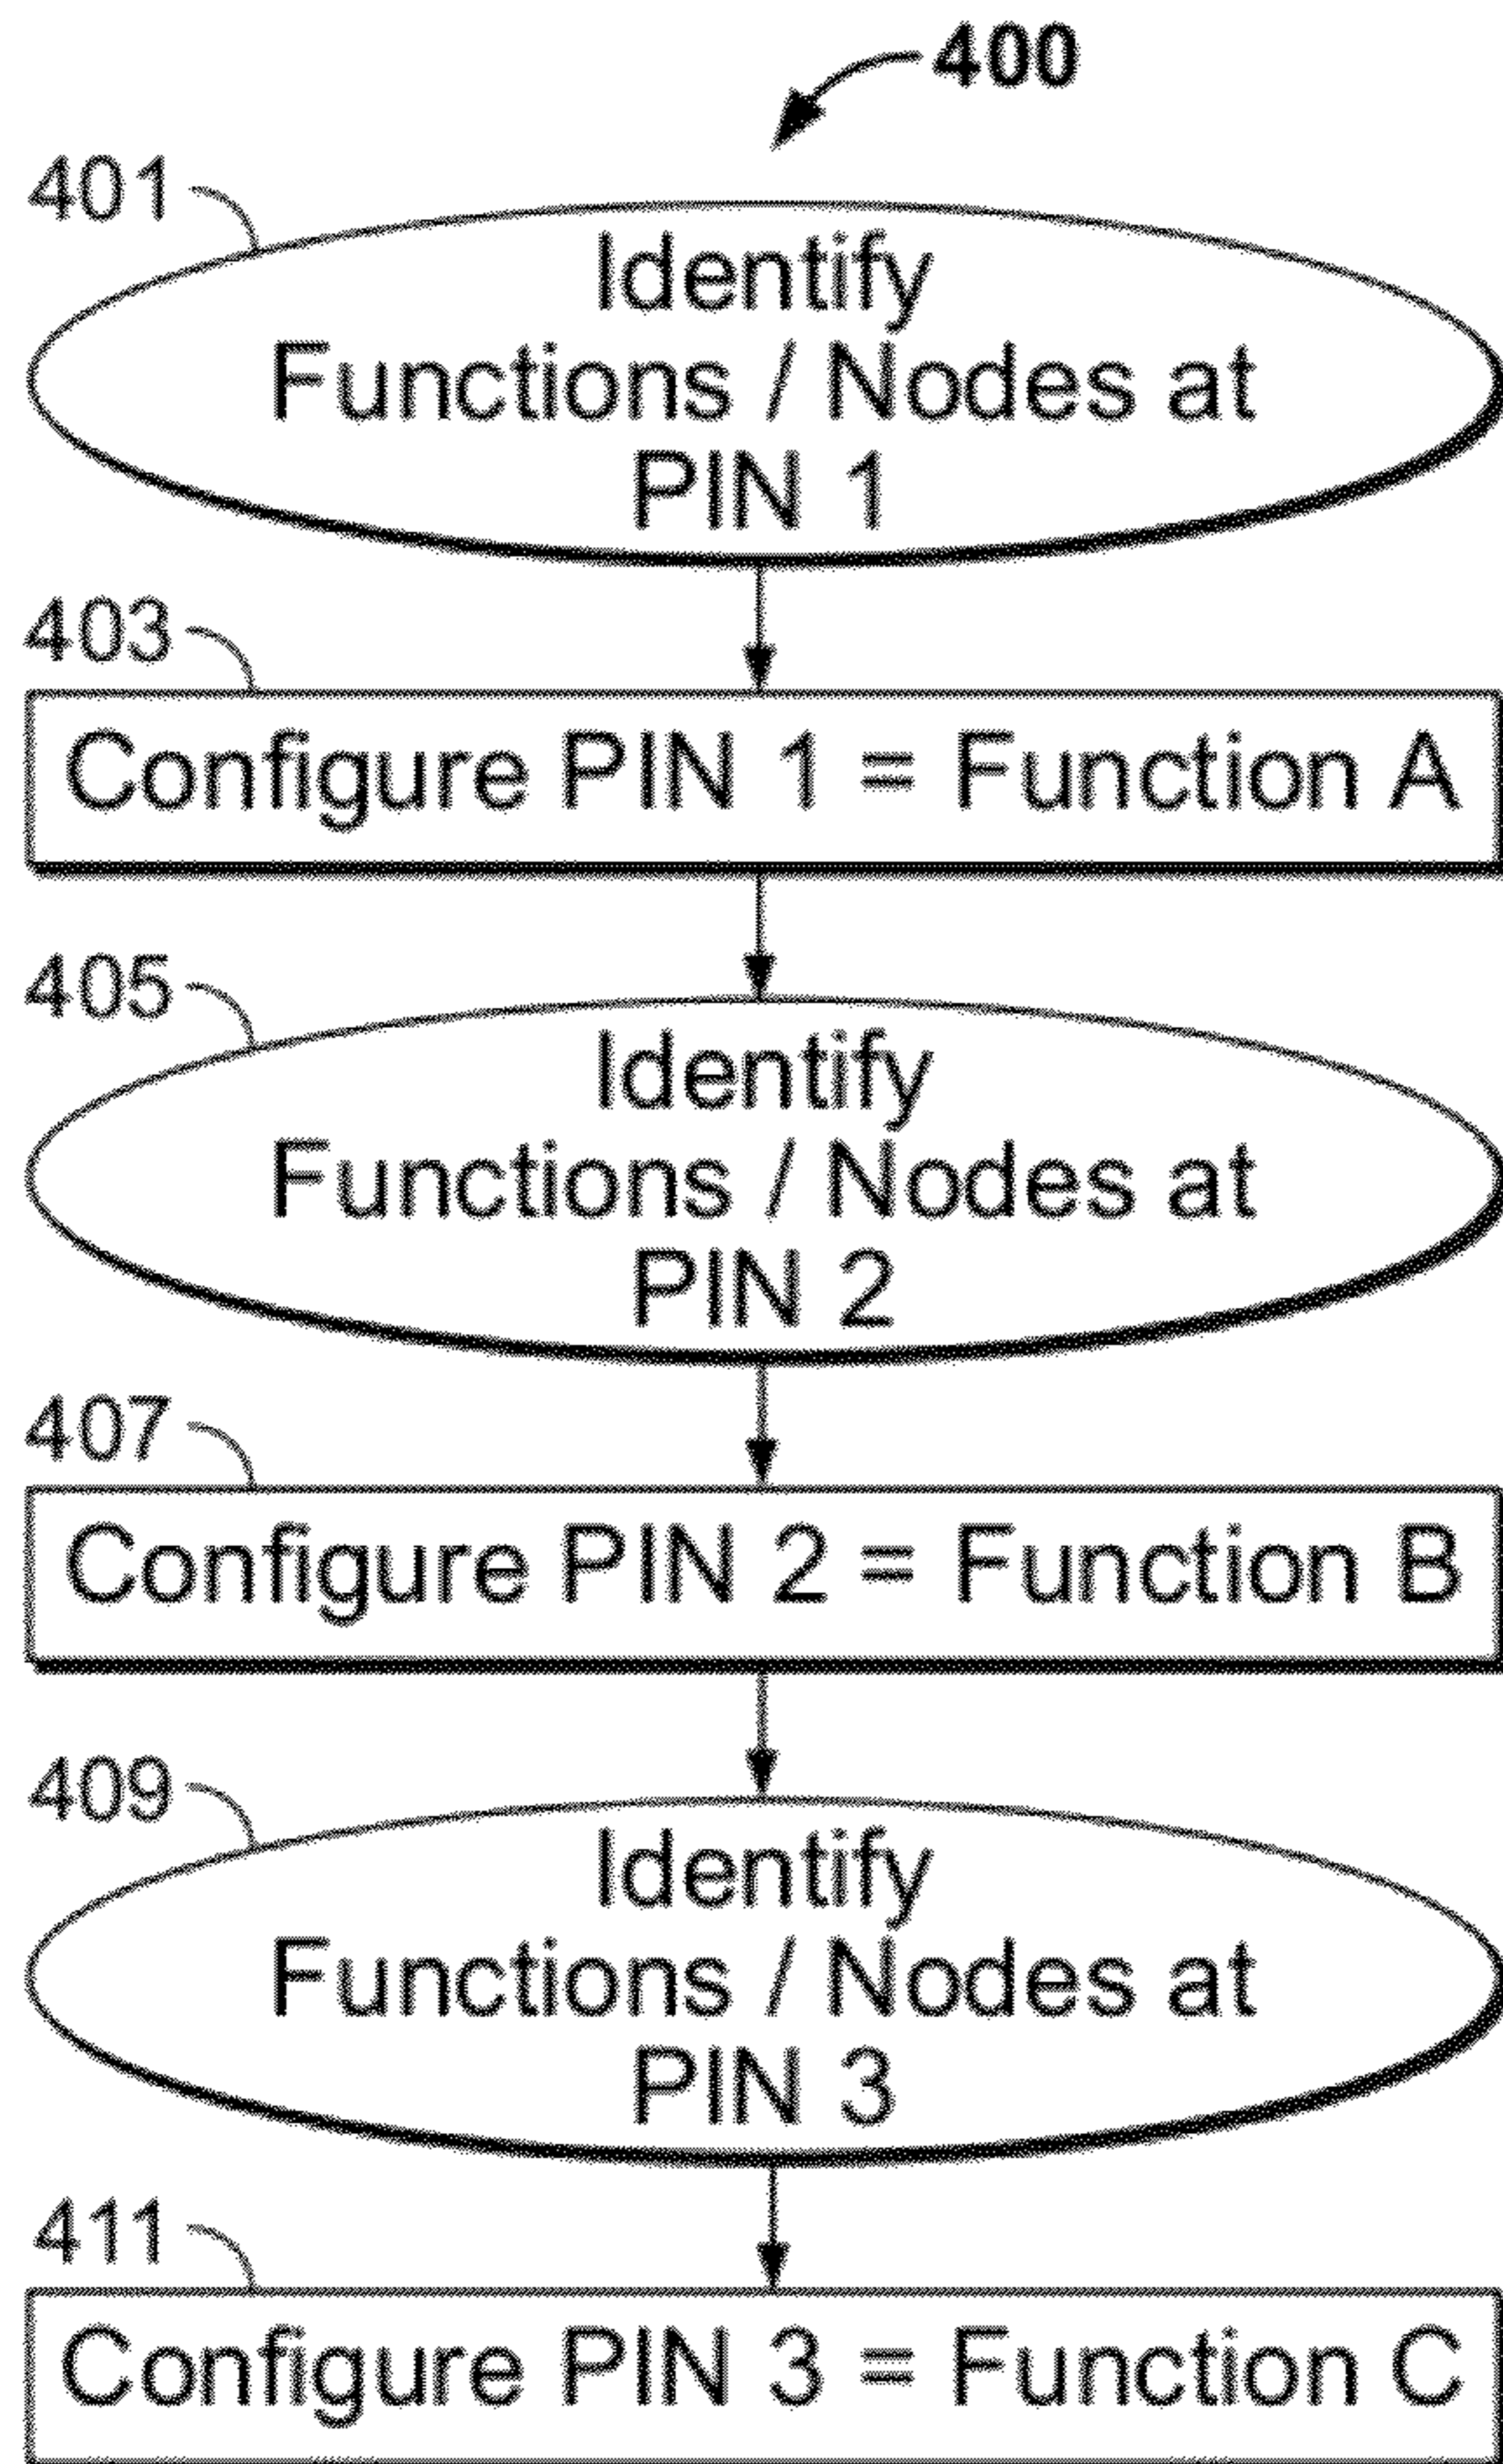 400
401
Identify
Functions / Nodes at
PIN 1
403
Configure PIN 1 = Function A
405
Identify
Functions / Nodes at
PIN 2
407
Configure PIN 2 = Function B
409
Identify
Functions / Nodes at
PIN 3
411
Configure PIN 3 = Function C